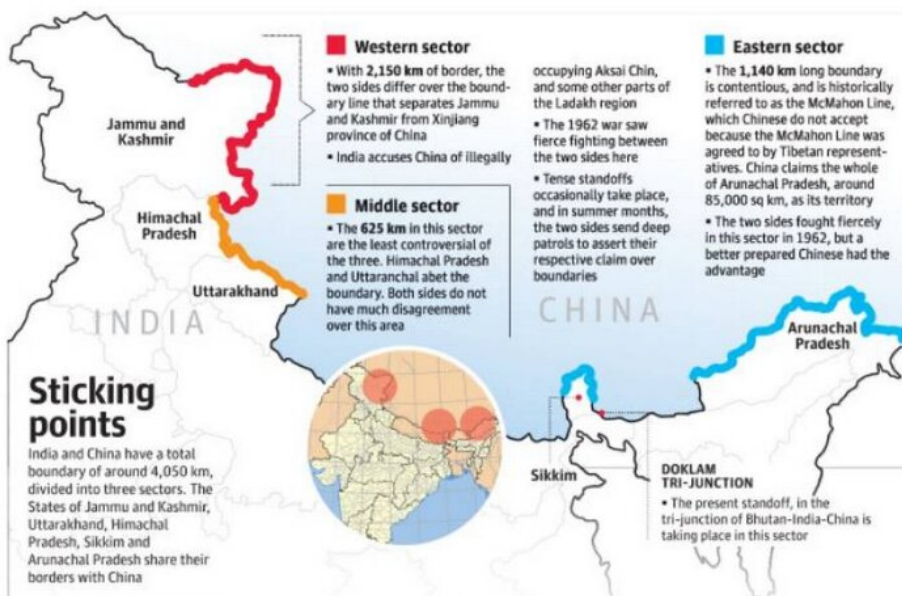 Western sector
• With 2,150 km of border, the
two sides differ over the bound-
ary line that separates Jammu
and Kashmir from Xinjiang
province of China
• India accuses China of illegally
occupying Aksai Chin,
and some other parts of
the Ladakh region
• The 1962 war saw
fierce fighting between
the two sides here
• Tense standoffs
occasionally take place,
and in summer months,
the two sides send deep
patrols to assert their
respective claim over
boundaries
Middle sector
• The 625 km in this sector
are the least controversial of
the three. Himachal Pradesh
and Uttaranchal abet the
boundary. Both sides do not
have much disagreement
over this area
Eastern sector
• The 1,140 km long boundary
is contentious, and is historically
referred to as the McMahon Line,
which Chinese do not accept
because the McMahon Line was
agreed to by Tibetan represent-
atives. China claims the whole
of Arunachal Pradesh, around
85,000 sq km, as its territory
• The two sides fought fiercely
in this sector in 1962, but a
better prepared Chinese had the
advantage
Jammu and
Kashmir
Himachal
Pradesh
Uttarakhand
INDIA
CHINA
Arunachal
Pradesh
Sikkim
Sticking
points
India and China have a total
boundary of around 4,050 km,
divided into three sectors. The
States of Jammu and Kashmir,
Uttarakhand, Himachal
Pradesh, Sikkim and
Arunachal Pradesh share their
borders with China
DOKLAM
TRI-JUNCTION
• The present standoff, in the
tri-junction of Bhutan-India-China is
taking place in this sector